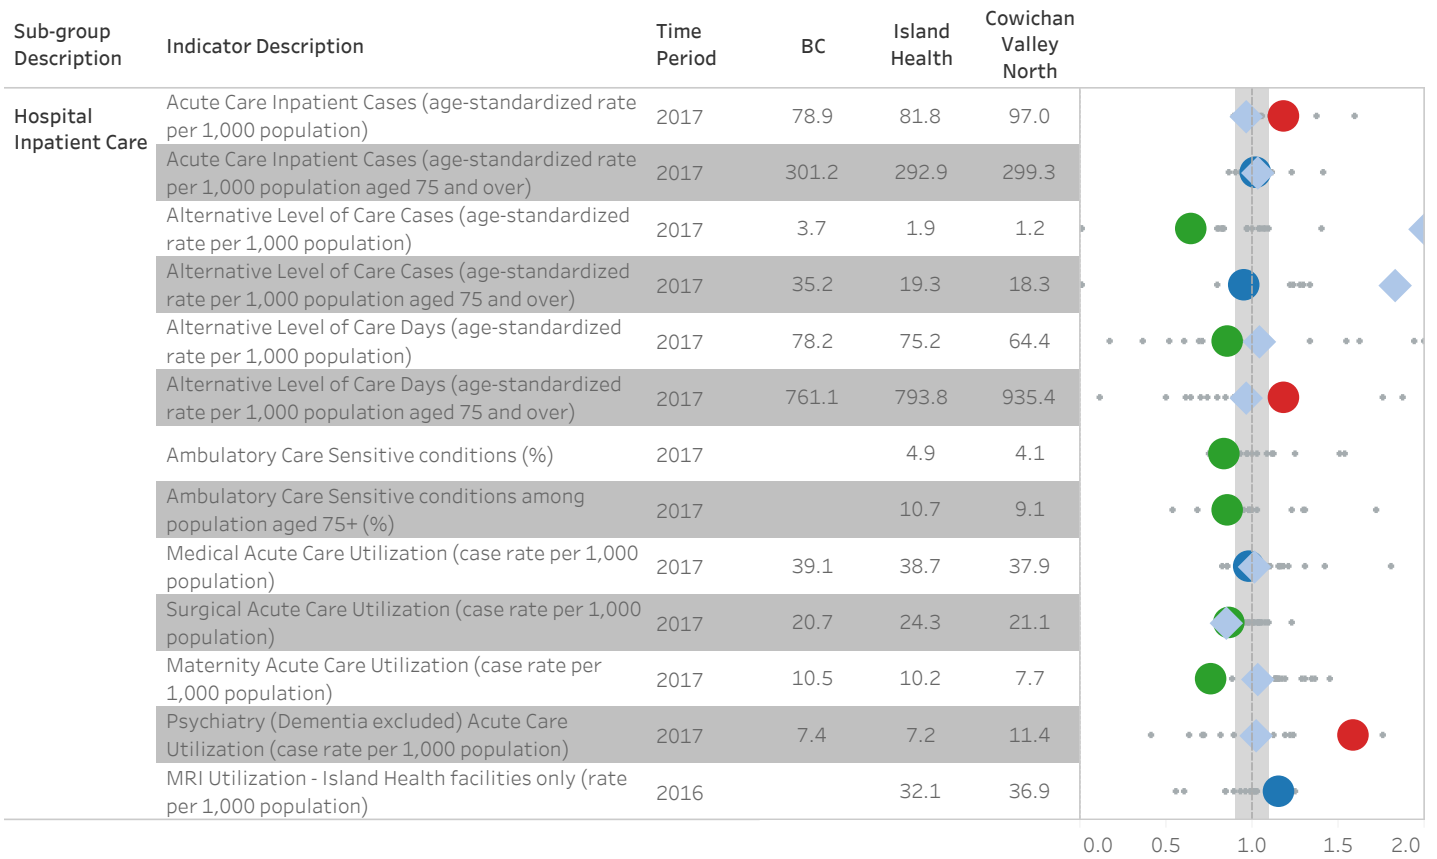 Sub-group
Description
Indicator Description
Time
Period
BC
Island
Health
Cowichan
Valley
North
Hospital
Inpatient Care
Acute Care Inpatient Cases (age-standardized rate
per 1,000 population)
2017 78.9 81.8 97.0
Acute Care Inpatient Cases (age-standardized rate
per 1,000 population aged 75 and over)
2017 301.2 292.9 299.3
Alternative Level of Care Cases (age-standardized
rate per 1,000 population)
2017 3.7 1.9 1.2
Alternative Level of Care Cases (age-standardized
rate per 1,000 population aged 75 and over)
2017 35.2 19.3 18.3
Alternative Level of Care Days (age-standardized
rate per 1,000 population)
2017 78.2 75.2 64.4
Alternative Level of Care Days (age-standardized
rate per 1,000 population aged 75 and over)
2017 761.1 793.8 935.4
Ambulatory Care Sensitive conditions (%)
2017 4.9 4.1
Ambulatory Care Sensitive conditions among
population aged 75+ (%)
2017 10.7 9.1
Medical Acute Care Utilization (case rate per 1,000
population)
2017 39.1 38.7 37.9
Surgical Acute Care Utilization (case rate per 1,000
population)
2017 20.7 24.3 21.1
Maternity Acute Care Utilization (case rate per
1,000 population)
2017 10.5 10.2 7.7
Psychiatry (Dementia excluded) Acute Care
Utilization (case rate per 1,000 population)
2017 7.4 7.2 11.4
MRI Utilization - Island Health facilities only (rate
per 1,000 population)
2016 32.1 36.9
0.0 0.5 1.0 1.5 2.0